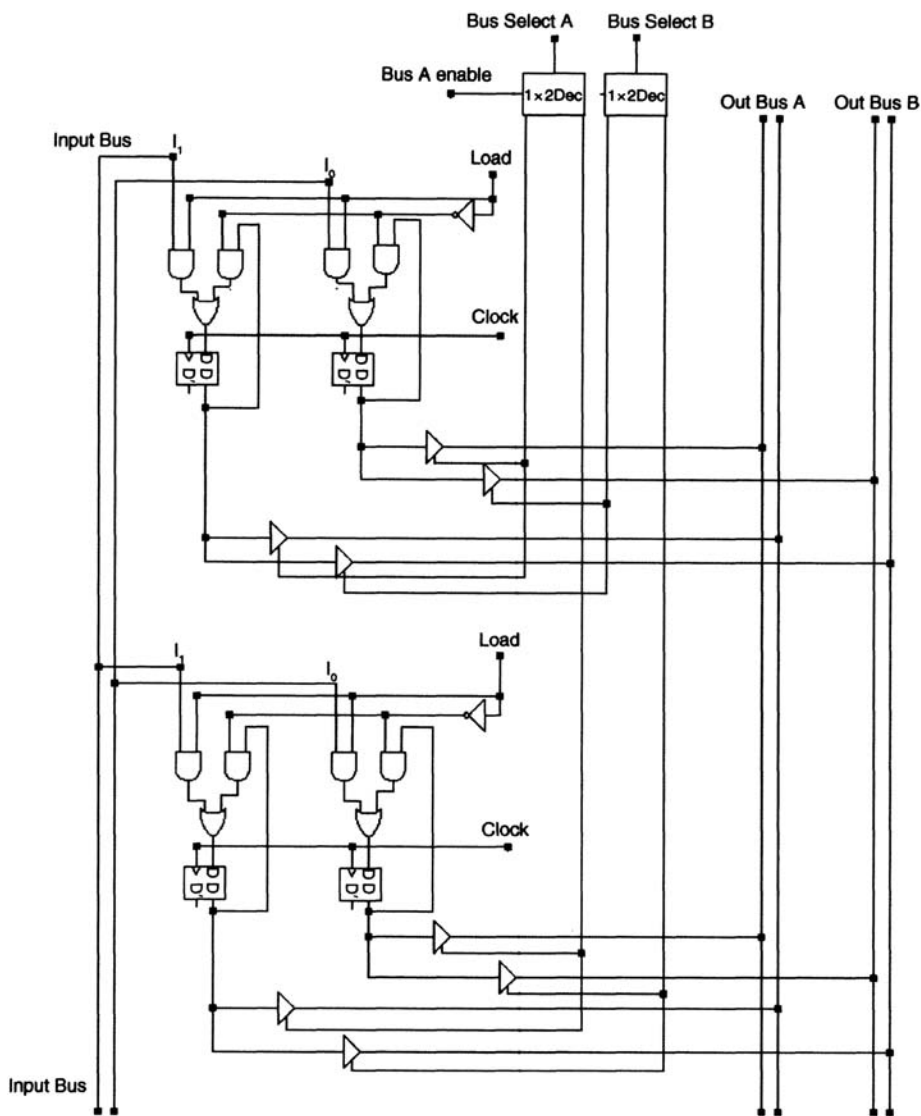 Bus Select A
Bus Select B
Bus A enable
1×2Dec
1×2Dec
Out Bus A
Out Bus B
Input Bus
I₁
I₀
Load
Clock
D
D
D'
D
D'
D
I₁
I₀
Load
Clock
D
D
D'
D
D'
D
Input Bus